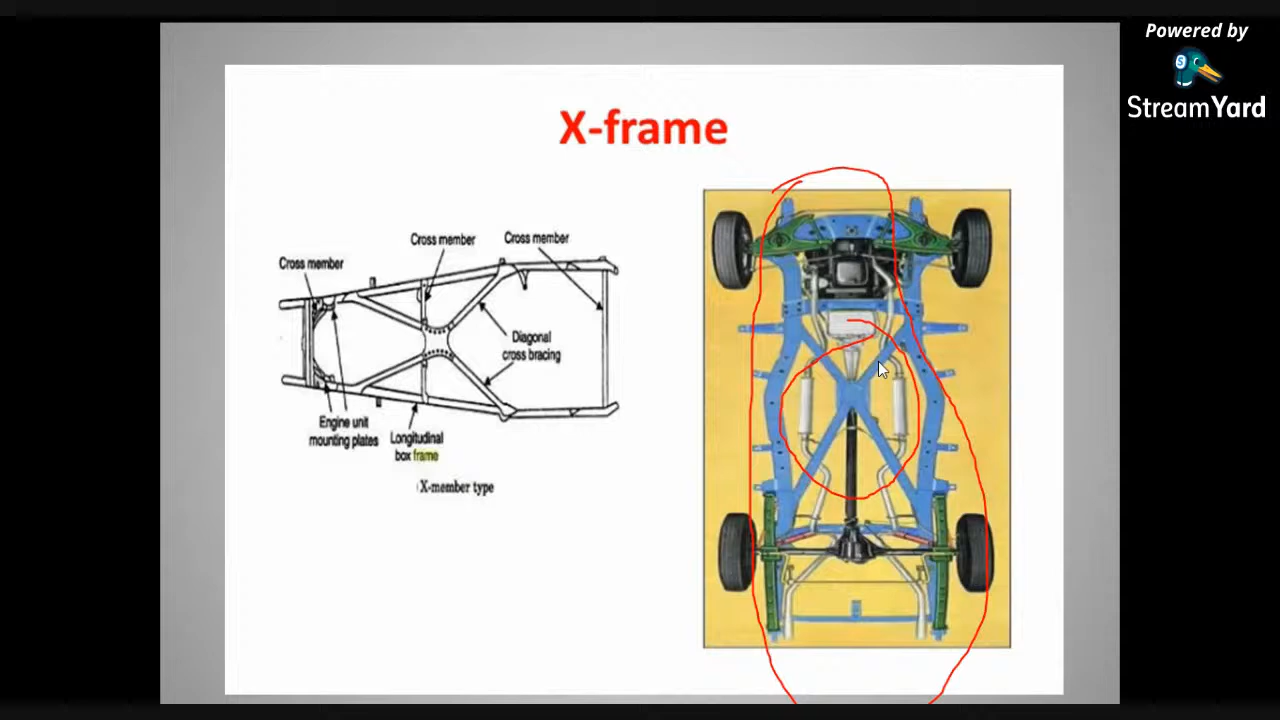 Powered by
StreamYard
X-frame
Cross member
Cross member
Cross member
Diagonal
cross bracing
Engine unit
mounting plates
Longitudinal
box frame
X-member type